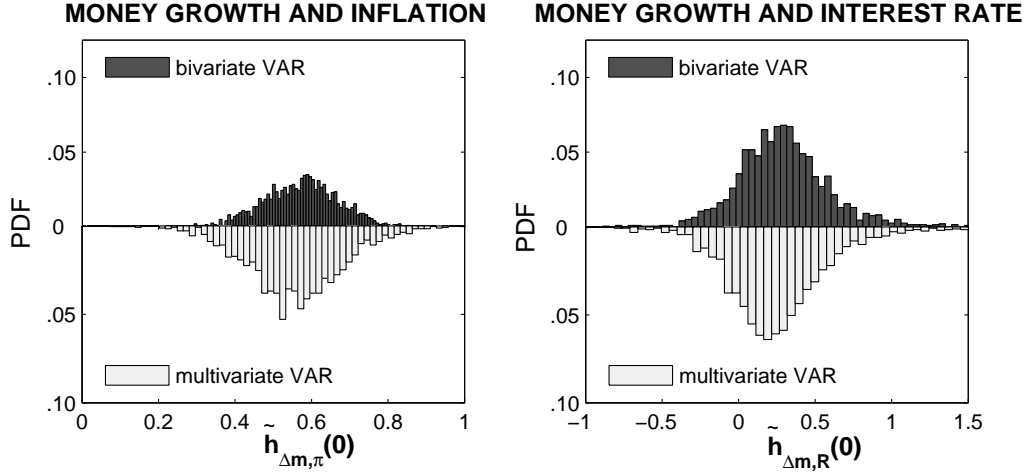 MONEY GROWTH AND INFLATION
.10
.05
0
.05
.10
PDF
bivariate VAR
multivariate VAR
0 0.2 0.4 0.6 0.8 1
h̃Δm,π(0)
MONEY GROWTH AND INTEREST RATE
.10
.05
0
.05
.10
PDF
bivariate VAR
multivariate VAR
−1 −0.5 0 0.5 1 1.5
h̃Δm,R(0)